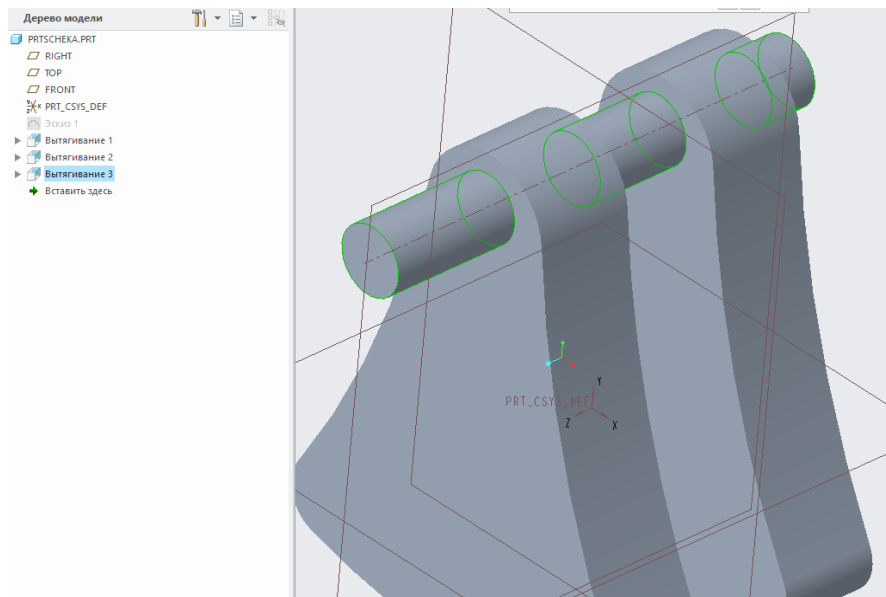 Дерево модели
PRTSCHEKA.PRT
RIGHT
TOP
FRONT
PRT_CSYS_DEF
Эскиз 1
Вытягивание 1
Вытягивание 2
Вытягивание 3
Вставить здесь
Y
PRT_CSYS_DEF
Z
X